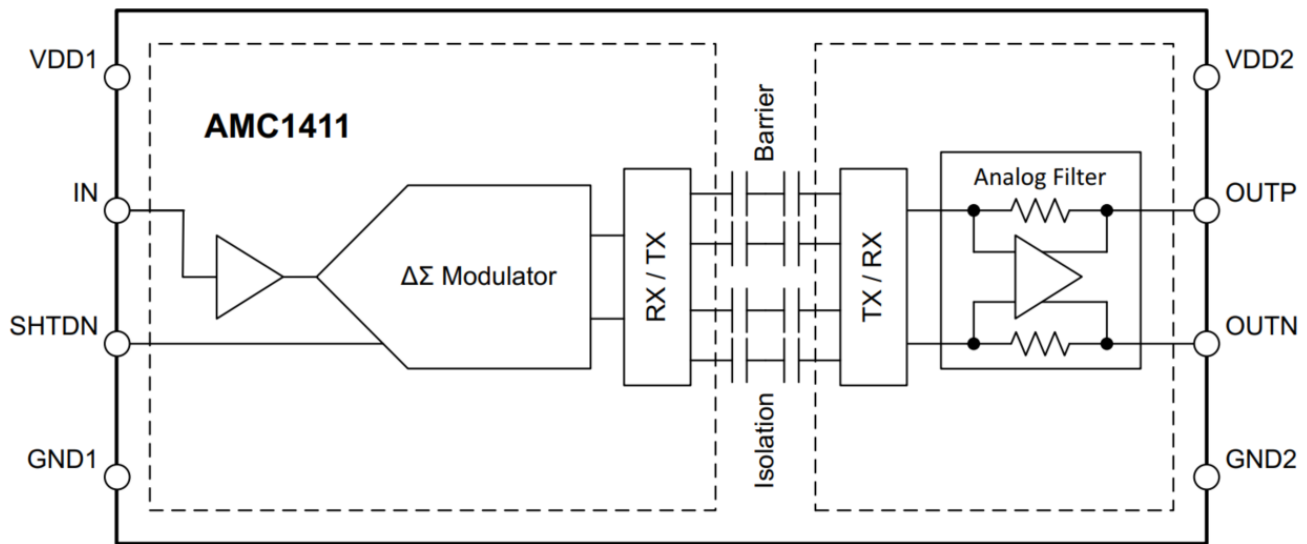 VDD1
VDD2
AMC1411
Barrier
IN
Analog Filter
OUTP
ΔΣ Modulator
RX / TX
TX / RX
SHTDN
OUTN
GND1
Isolation
GND2